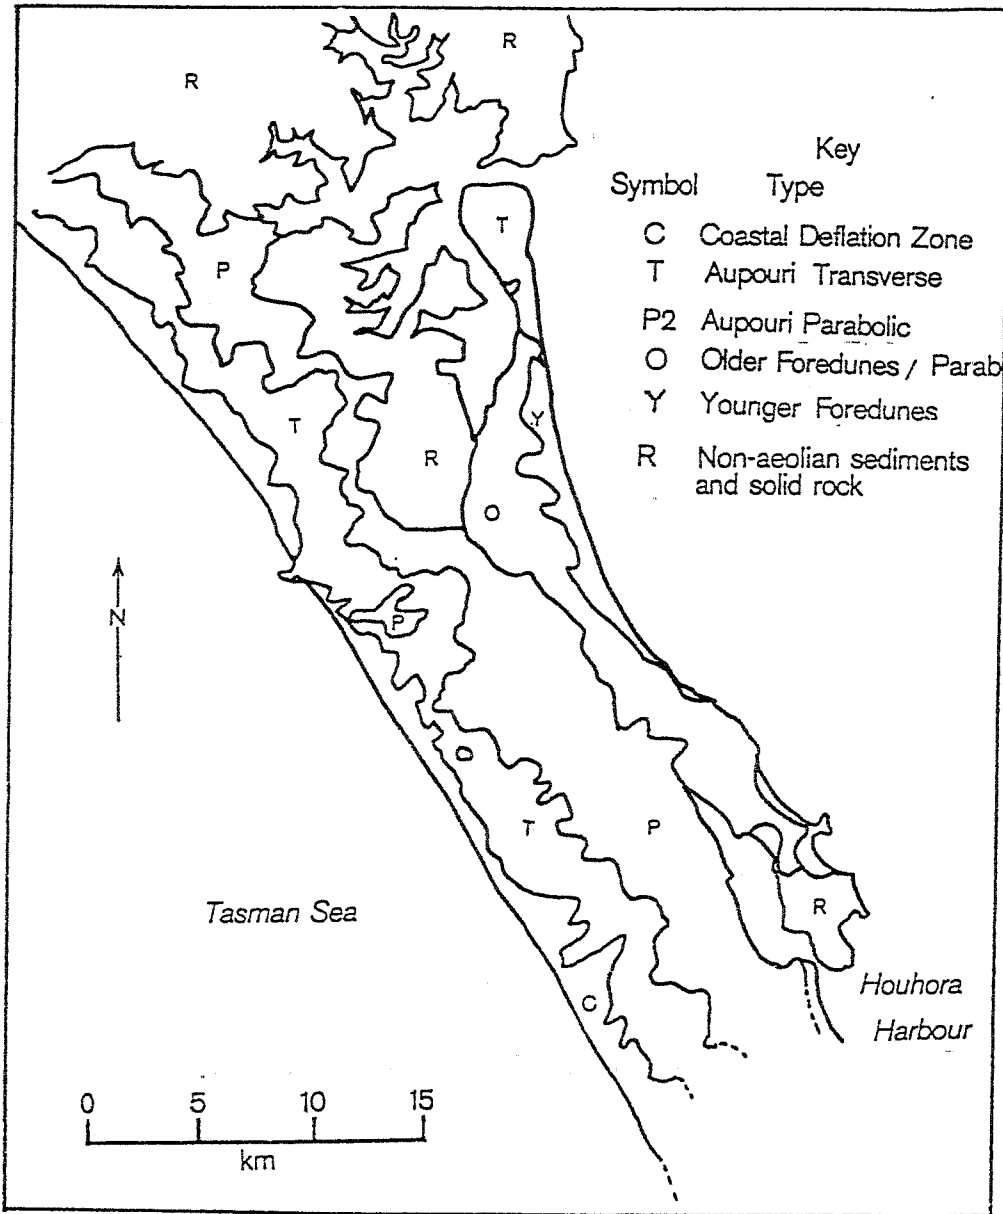 R
R
Key
Symbol Type
C Coastal Deflation Zone
T Aupouri Transverse
P2 Aupouri Parabolic
O Older Foredunes / Parab
Y Younger Foredunes
R Non-aeolian sediments
and solid rock
T
P
T
Y
R
O
N
P
O
T
P
Tasman Sea
R
C
Houhora
Harbour
0 5 10 15
km